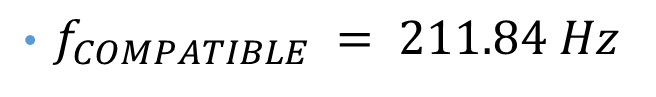 • f_COMPATIBLE = 211.84 Hz